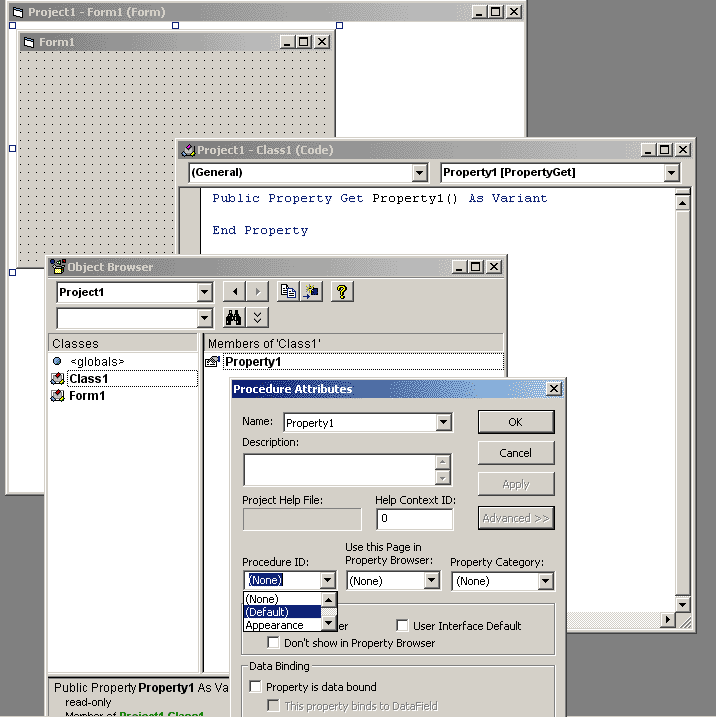 Project1 - Form1 (Form)
Form1
Project1 - Class1 (Code)
(General)
Property1 [PropertyGet]
Public Property Get Property1() As Variant
End Property
Object Browser
Project1
Classes
Members of 'Class1'
<globals>
Property1
Class1
Form1
Procedure Attributes
Name:
Property1
OK
Description:
Cancel
Apply
Project Help File:
Help Context ID:
0
Advanced >>
Procedure ID:
Use this Page in
Property Browser:
Property Category:
(None)
(None)
(None)
(None)
(Default)
Appearance
User Interface Default
Don't show in Property Browser
Data Binding
Property is data bound
This property binds to DataField
Public Property Property1 As Va
read-only
Member of Project1.Class1